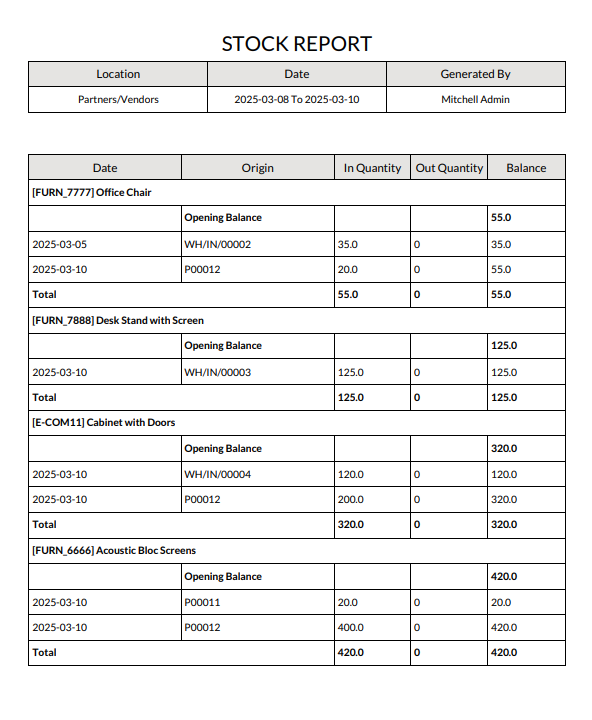 STOCK REPORT
Location Date Generated By
Partners/Vendors 2025-03-08 To 2025-03-10 Mitchell Admin
Date Origin In Quantity Out Quantity Balance
[FURN_7777] Office Chair
Opening Balance 55.0
2025-03-05 WH/IN/00002 35.0 0 35.0
2025-03-10 P00012 20.0 0 55.0
Total 55.0 0 55.0
[FURN_7888] Desk Stand with Screen
Opening Balance 125.0
2025-03-10 WH/IN/00003 125.0 0 125.0
Total 125.0 0 125.0
[E-COM11] Cabinet with Doors
Opening Balance 320.0
2025-03-10 WH/IN/00004 120.0 0 120.0
2025-03-10 P00012 200.0 0 320.0
Total 320.0 0 320.0
[FURN_6666] Acoustic Bloc Screens
Opening Balance 420.0
2025-03-10 P00011 20.0 0 20.0
2025-03-10 P00012 400.0 0 420.0
Total 420.0 0 420.0